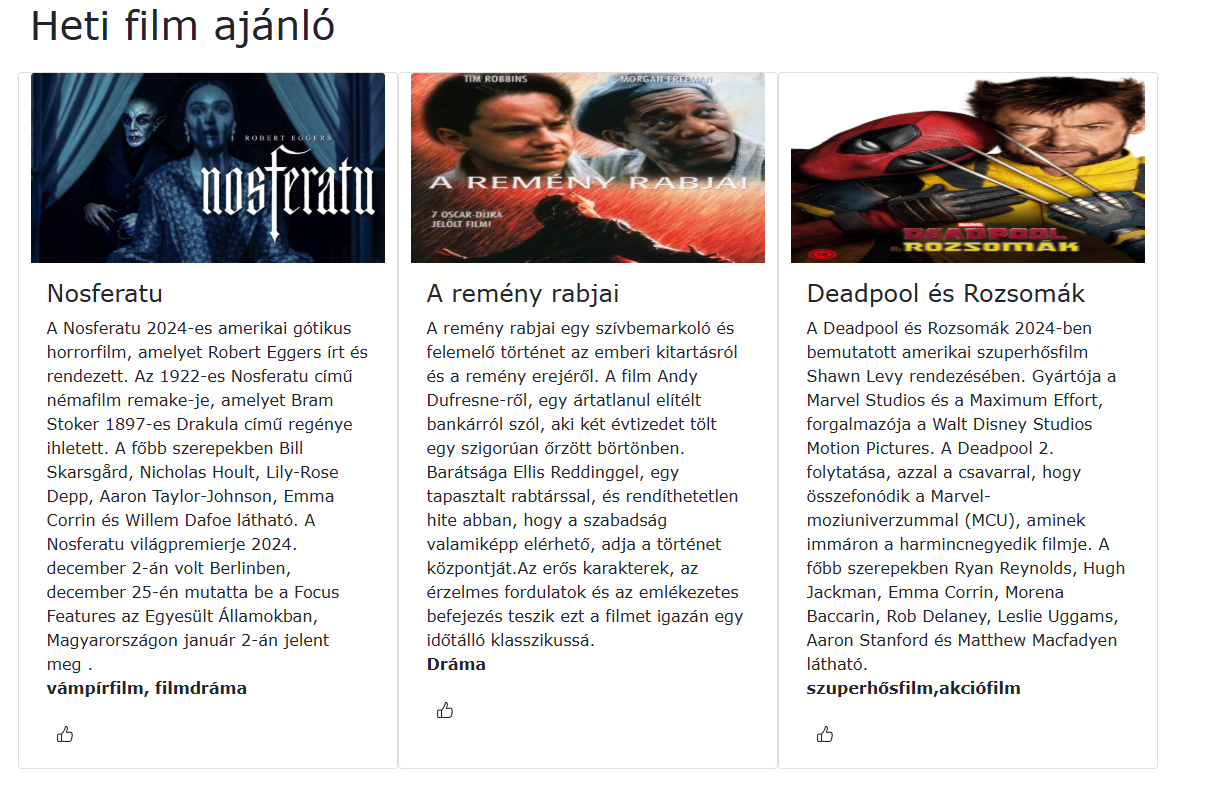 Heti film ajánló
ROBERT EGGERS
nosferatu
Nosferatu
A Nosferatu 2024-es amerikai gótikus
horrorfilm, amelyet Robert Eggers írt és
rendezett. Az 1922-es Nosferatu című
némafilm remake-je, amelyet Bram
Stoker 1897-es Drakula című regénye
ihletett. A főbb szerepekben Bill
Skarsgård, Nicholas Hoult, Lily-Rose
Depp, Aaron Taylor-Johnson, Emma
Corrin és Willem Dafoe látható. A
Nosferatu világpremierje 2024.
december 2-án volt Berlinben,
december 25-én mutatta be a Focus
Features az Egyesült Államokban,
Magyarországon január 2-án jelent
meg .
vámpírfilm, filmdráma
TIM ROBBINS
MORGAN FREEMAN
A REMÉNY RABJAI
7 OSCAR-DÍJRA
JELÖLT FILM!
A remény rabjai
A remény rabjai egy szívbemarkoló és
felemelő történet az emberi kitartásról
és a remény erejéről. A film Andy
Dufresne-ről, egy ártatlanul elítélt
bankárról szól, aki két évtizedet tölt
egy szigorúan őrzött börtönben.
Barátsága Ellis Reddinggel, egy
tapasztalt rabtárssal, és rendíthetetlen
hite abban, hogy a szabadság
valamiképp elérhető, adja a történet
központját.Az erős karakterek, az
érzelmes fordulatok és az emlékezetes
befejezés teszik ezt a filmet igazán egy
időtálló klasszikussá.
Dráma
MARVEL
DEADPOOL
ROZSOMÁK
Deadpool és Rozsomák
A Deadpool és Rozsomák 2024-ben
bemutatott amerikai szuperhősfilm
Shawn Levy rendezésében. Gyártója a
Marvel Studios és a Maximum Effort,
forgalmazója a Walt Disney Studios
Motion Pictures. A Deadpool 2.
folytatása, azzal a csavarral, hogy
összefonódik a Marvel-
moziuniverzummal (MCU), aminek
immáron a harmincnegyedik filmje. A
főbb szerepekben Ryan Reynolds, Hugh
Jackman, Emma Corrin, Morena
Baccarin, Rob Delaney, Leslie Uggams,
Aaron Stanford és Matthew Macfadyen
látható.
szuperhősfilm,akciófilm